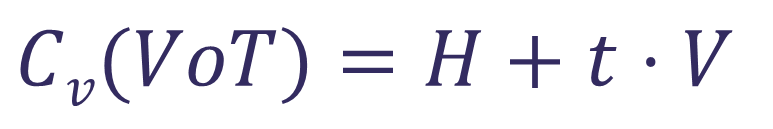 C_v(VoT) = H + t · V